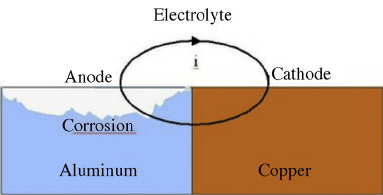 Electrolyte
i
Anode
Cathode
Corrosion
Aluminum
Copper